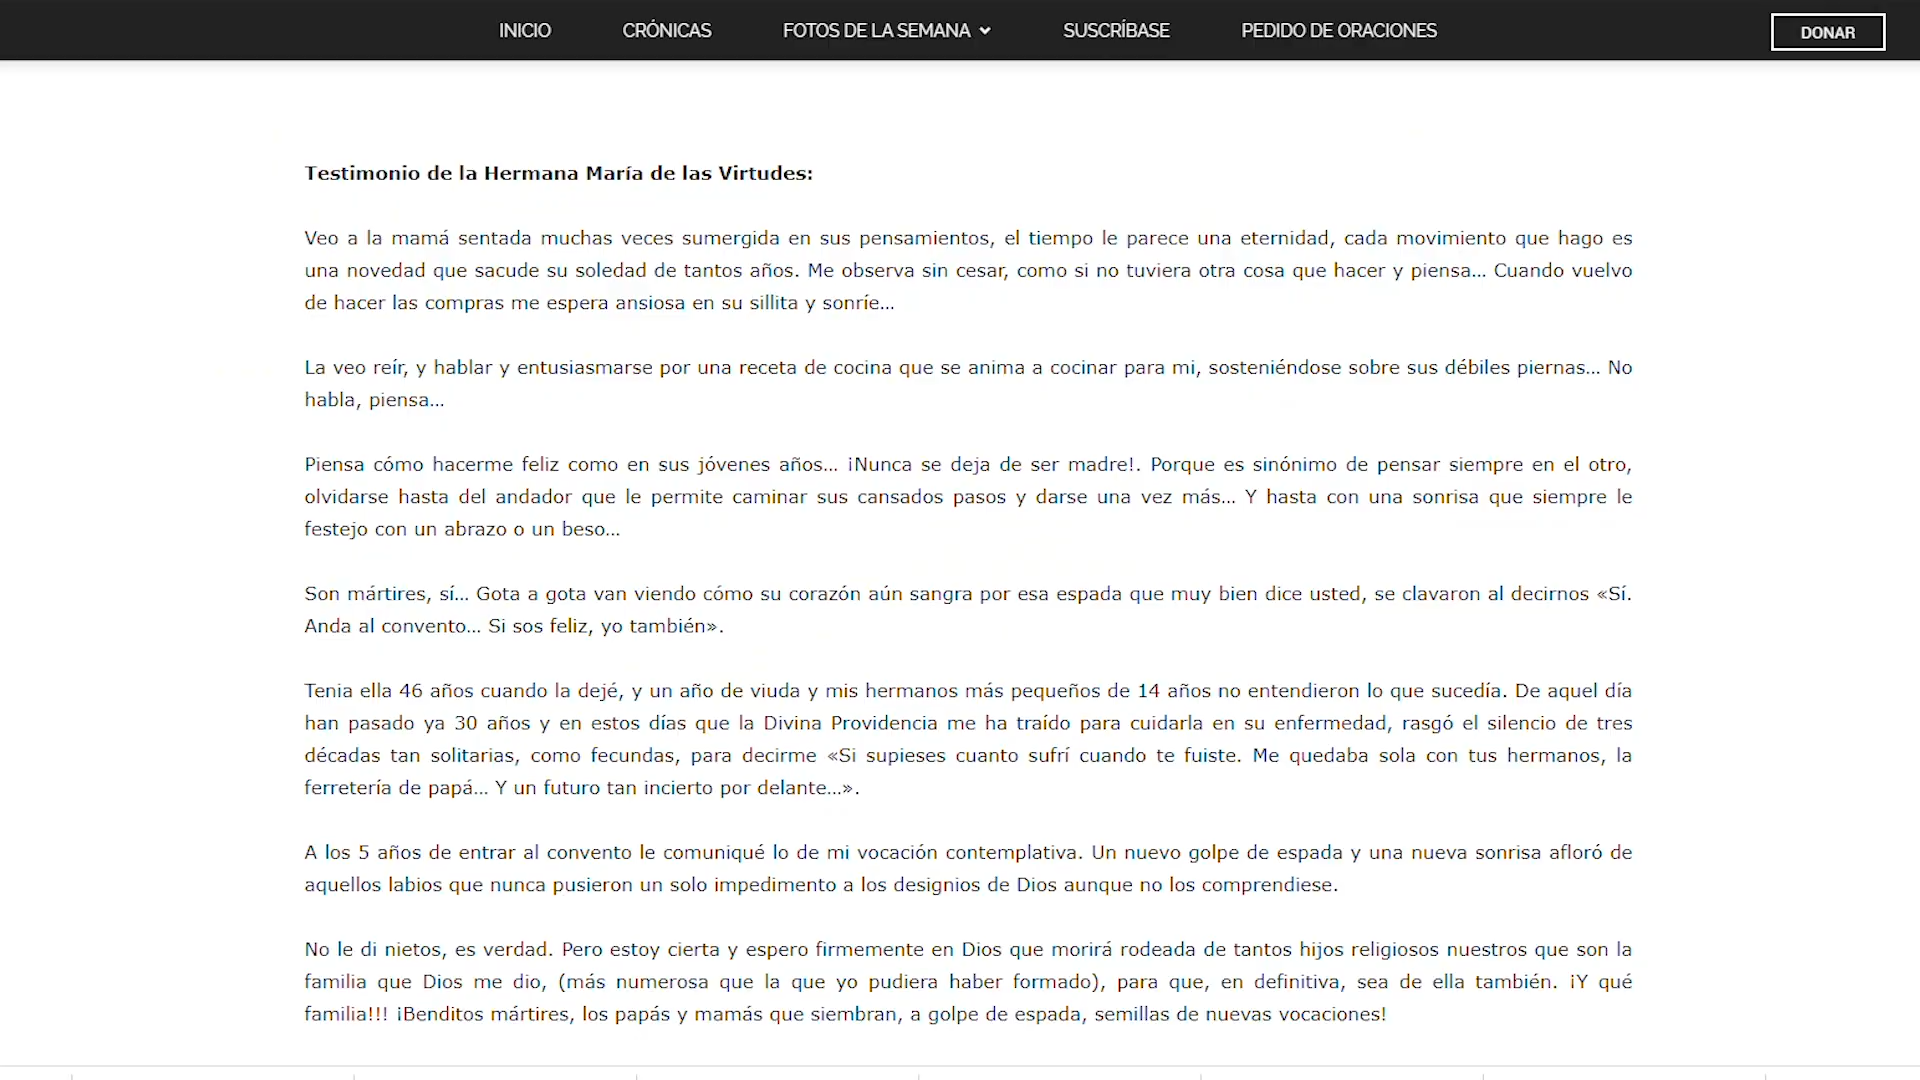 INICIO CRÓNICAS FOTOS DE LA SEMANA SUSCRÍBASE PEDIDO DE ORACIONES DONAR
Testimonio de la Hermana María de las Virtudes:
Veo a la mamá sentada muchas veces sumergida en sus pensamientos, el tiempo le parece una eternidad, cada movimiento que hago es
una novedad que sacude su soledad de tantos años. Me observa sin cesar, como si no tuviera otra cosa que hacer y piensa… Cuando vuelvo
de hacer las compras me espera ansiosa en su sillita y sonríe…
La veo reír, y hablar y entusiasmarse por una receta de cocina que se anima a cocinar para mi, sosteniéndose sobre sus débiles piernas… No
habla, piensa…
Piensa cómo hacerme feliz como en sus jóvenes años… ¡Nunca se deja de ser madre!. Porque es sinónimo de pensar siempre en el otro,
olvidarse hasta del andador que le permite caminar sus cansados pasos y darse una vez más… Y hasta con una sonrisa que siempre le
festejo con un abrazo o un beso…
Son mártires, sí… Gota a gota van viendo cómo su corazón aún sangra por esa espada que muy bien dice usted, se clavaron al decirnos «Sí.
Anda al convento… Si sos feliz, yo también».
Tenia ella 46 años cuando la dejé, y un año de viuda y mis hermanos más pequeños de 14 años no entendieron lo que sucedía. De aquel día
han pasado ya 30 años y en estos días que la Divina Providencia me ha traído para cuidarla en su enfermedad, rasgó el silencio de tres
décadas tan solitarias, como fecundas, para decirme «Si supieses cuanto sufrí cuando te fuiste. Me quedaba sola con tus hermanos, la
ferretería de papá… Y un futuro tan incierto por delante…».
A los 5 años de entrar al convento le comuniqué lo de mi vocación contemplativa. Un nuevo golpe de espada y una nueva sonrisa afloró de
aquellos labios que nunca pusieron un solo impedimento a los designios de Dios aunque no los comprendiese.
No le di nietos, es verdad. Pero estoy cierta y espero firmemente en Dios que morirá rodeada de tantos hijos religiosos nuestros que son la
familia que Dios me dio, (más numerosa que la que yo pudiera haber formado), para que, en definitiva, sea de ella también. ¡Y qué
familia!!! ¡Benditos mártires, los papás y mamás que siembran, a golpe de espada, semillas de nuevas vocaciones!